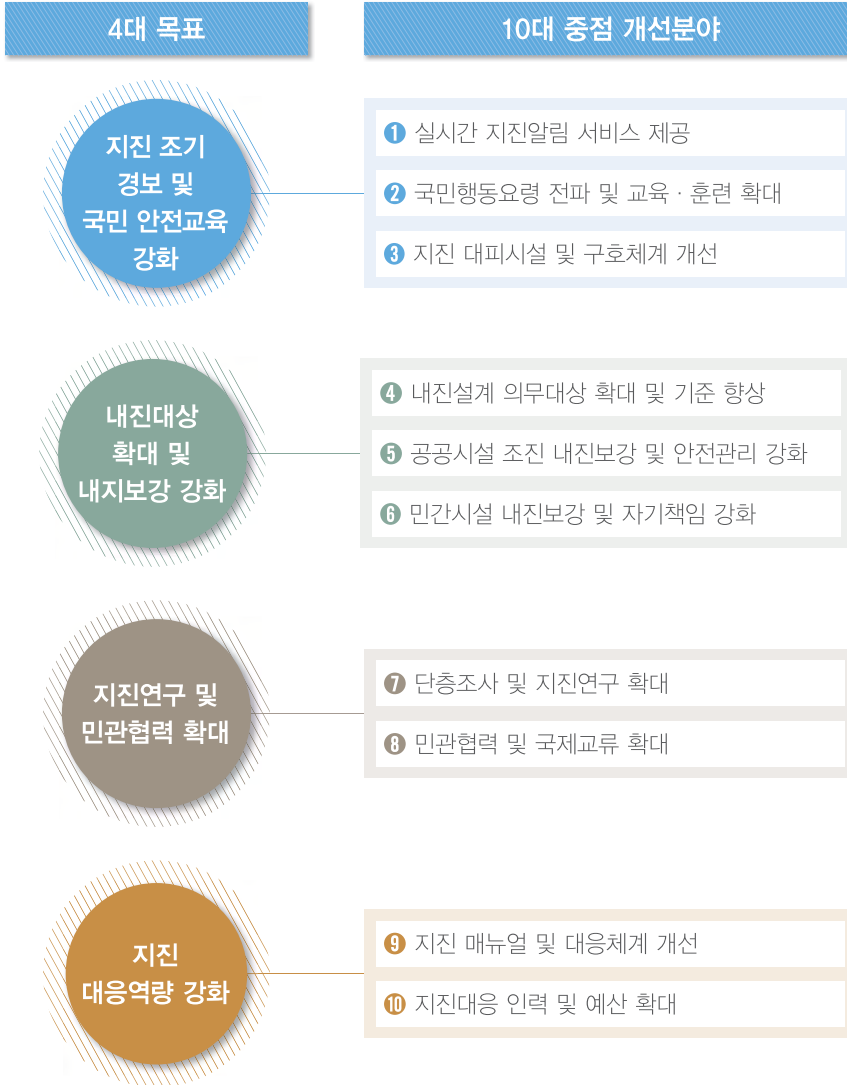 4대 목표
10대 중점 개선분야
지진 조기
경보 및
국민 안전교육
강화
1 실시간 지진알림 서비스 제공
2 국민행동요령 전파 및 교육 · 훈련 확대
3 지진 대피시설 및 구호체계 개선
내진대상
확대 및
내지보강 강화
4 내진설계 의무대상 확대 및 기준 향상
5 공공시설 조진 내진보강 및 안전관리 강화
6 민간시설 내진보강 및 자기책임 강화
지진연구 및
민관협력 확대
7 단층조사 및 지진연구 확대
8 민관협력 및 국제교류 확대
지진
대응역량 강화
9 지진 매뉴얼 및 대응체계 개선
10 지진대응 인력 및 예산 확대